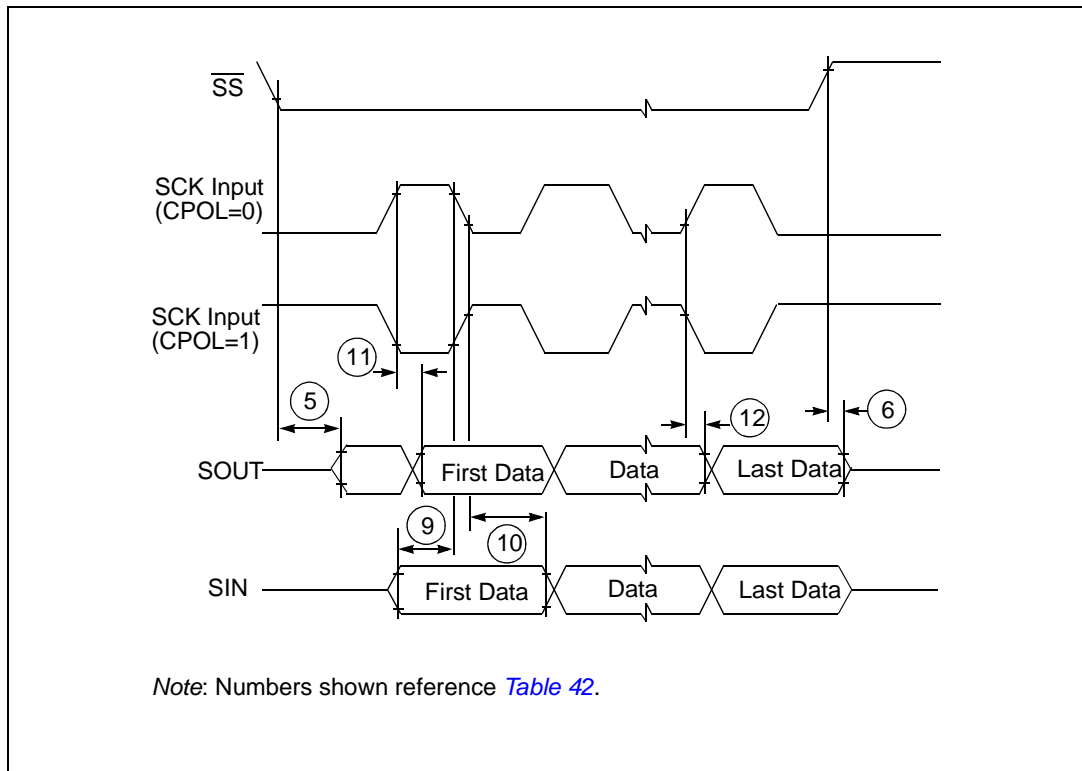 SS
SCK Input
(CPOL=0)
SCK Input
(CPOL=1)
11
5
12
6
SOUT
First Data
Data
Last Data
9
10
SIN
First Data
Data
Last Data
Note: Numbers shown reference Table 42.